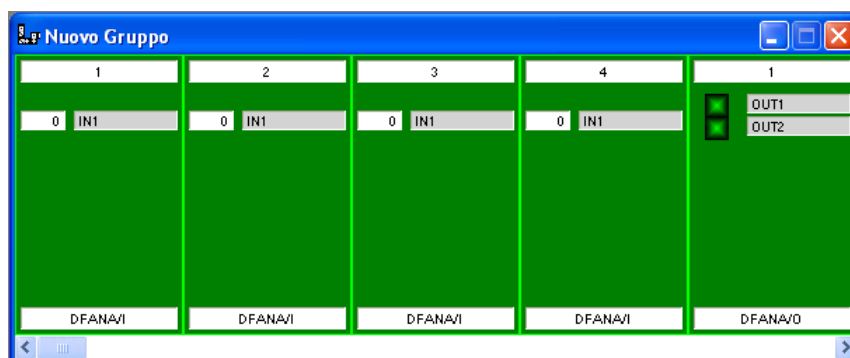 Nuovo Gruppo
1 2 3 4 1
OUT1
0 IN1 0 IN1 0 IN1 0 IN1
OUT2
DFANA/I DFANA/I DFANA/I DFANA/I DFANA/O